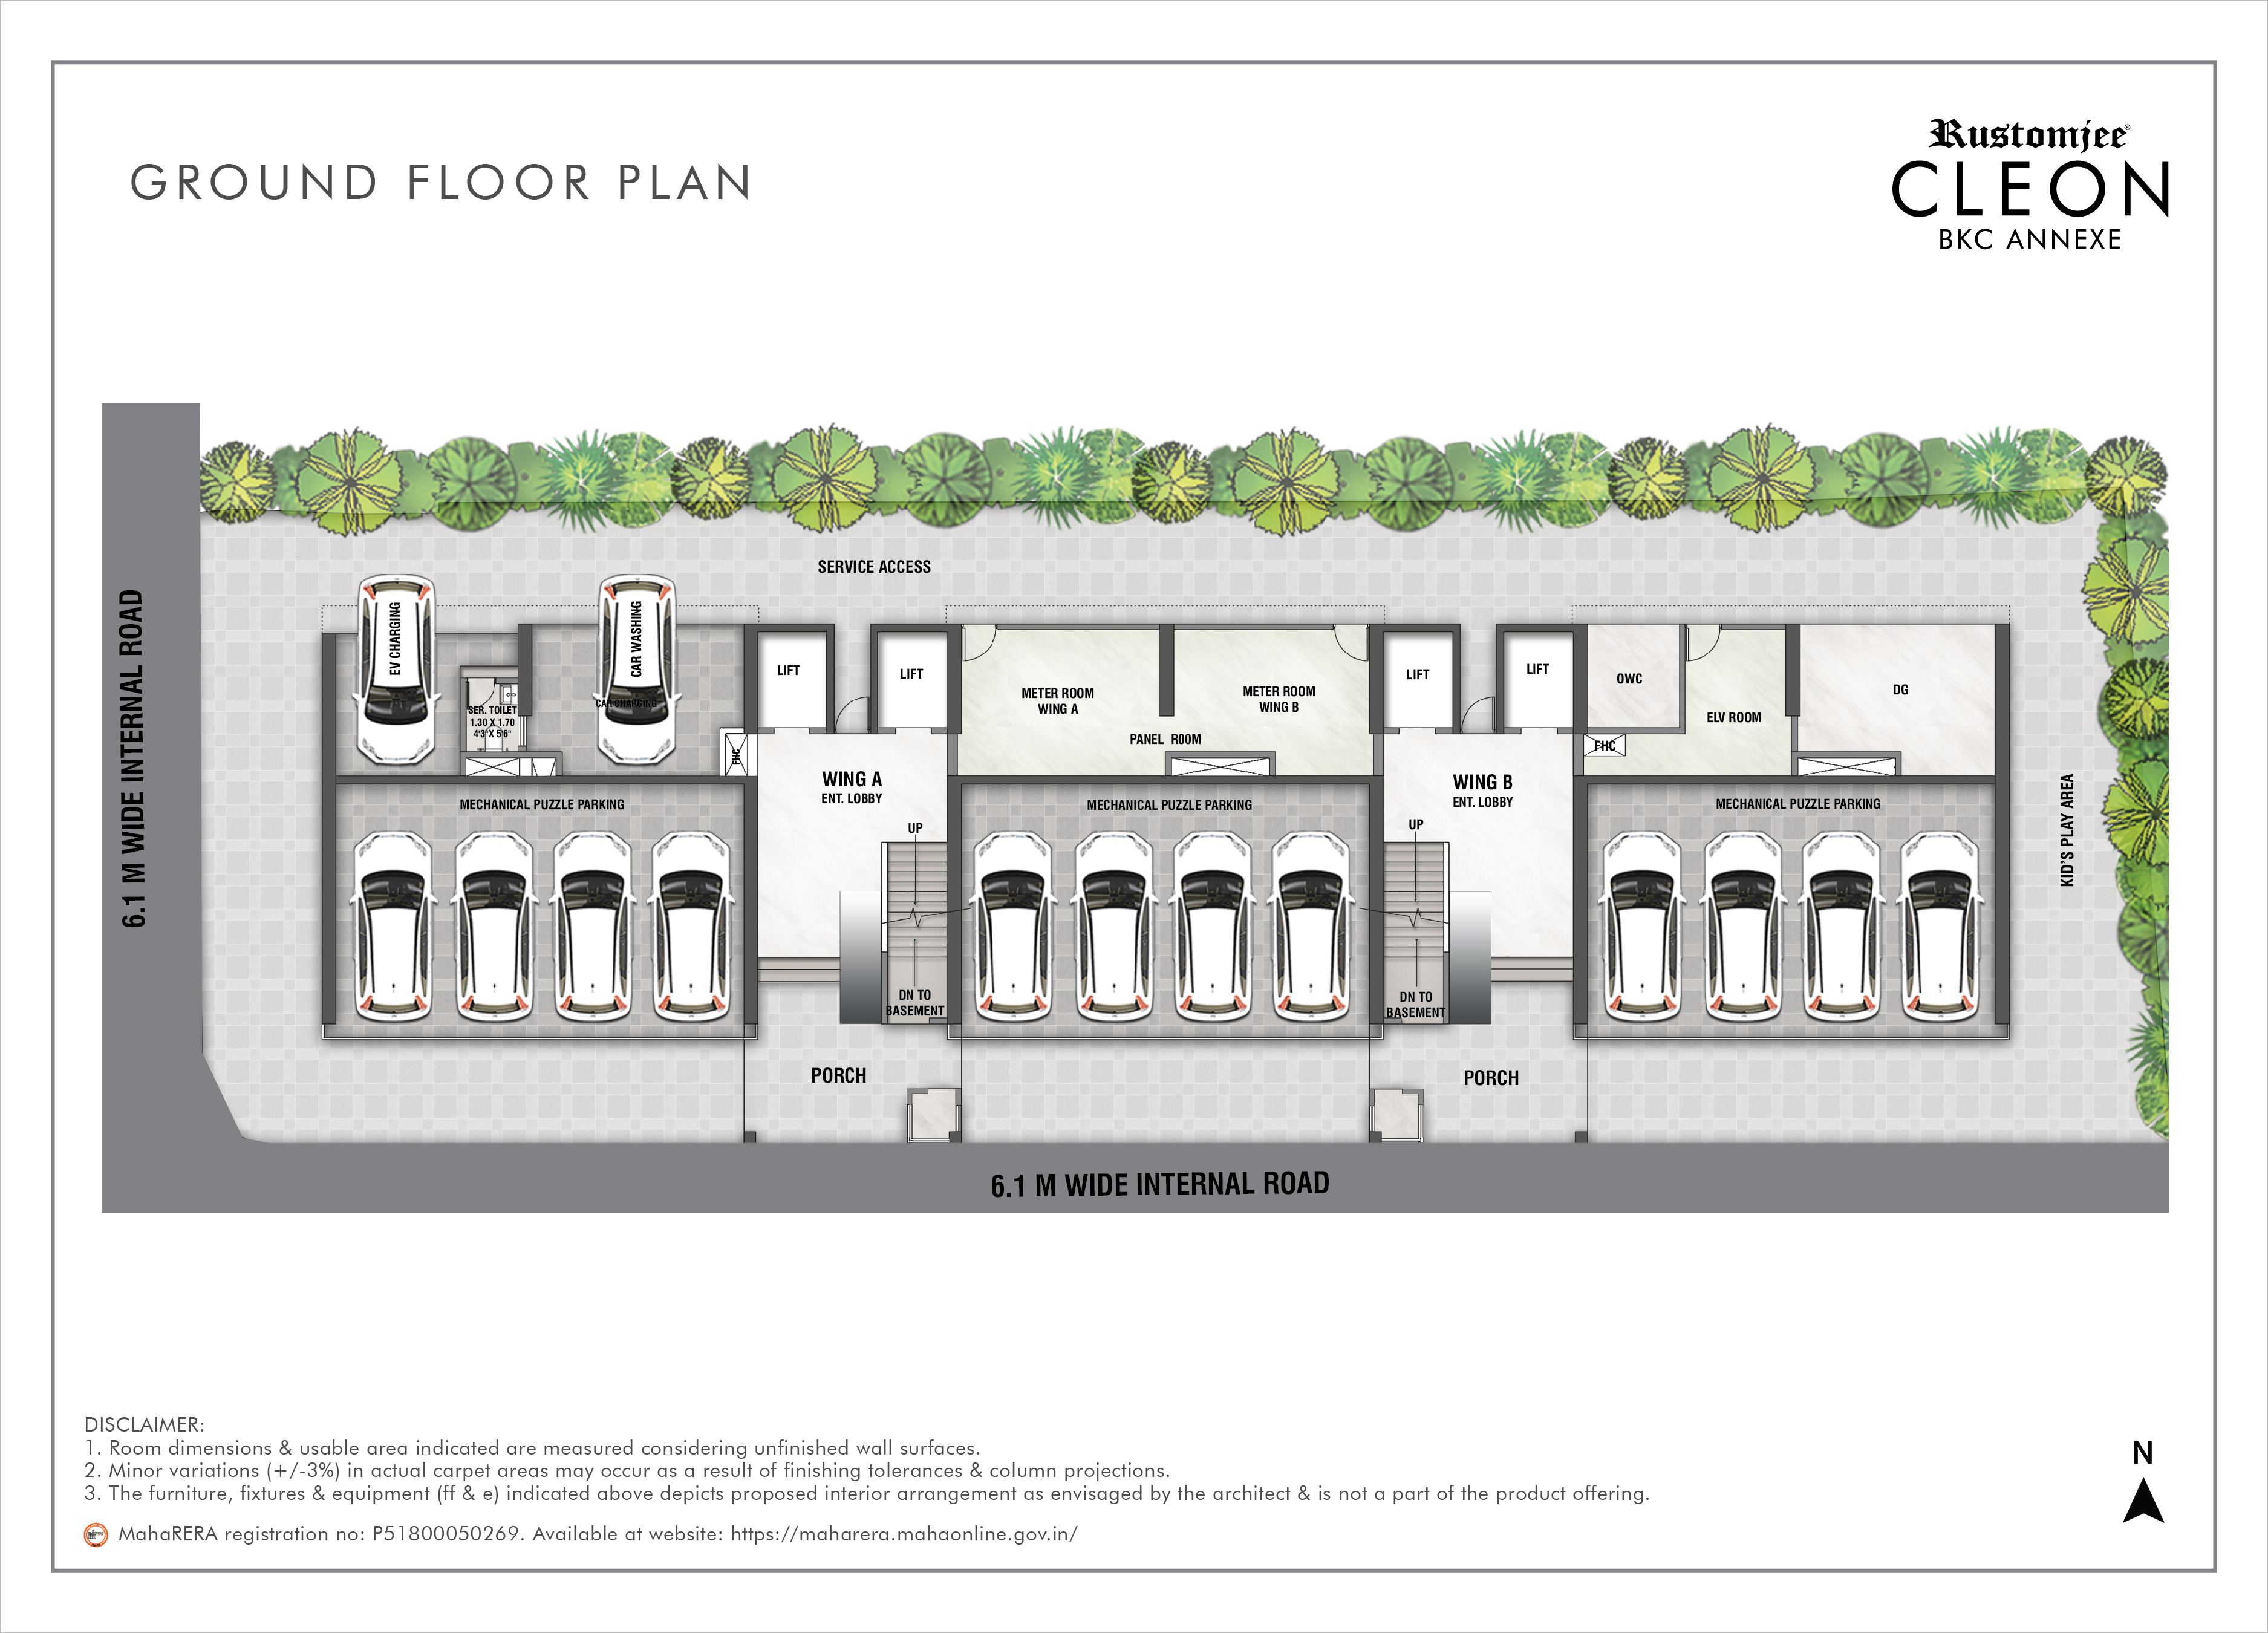 GROUND FLOOR PLAN
Rustomjee®
CLEON
BKC ANNEXE
6.1 M WIDE INTERNAL ROAD
SERVICE ACCESS
EV CHARGING
CAR WASHING
CAR CHARGING
SER. TOILET
1.30 X 1.70
4'3"X 5'6"
FHC
LIFT
LIFT
METER ROOM
WING A
METER ROOM
WING B
PANEL ROOM
LIFT
LIFT
OWC
ELV ROOM
FHC
DG
WING A
ENT. LOBBY
WING B
ENT. LOBBY
MECHANICAL PUZZLE PARKING
MECHANICAL PUZZLE PARKING
MECHANICAL PUZZLE PARKING
UP
UP
KID'S PLAY AREA
DN TO
BASEMENT
DN TO
BASEMENT
PORCH
PORCH
6.1 M WIDE INTERNAL ROAD
DISCLAIMER:
1. Room dimensions & usable area indicated are measured considering unfinished wall surfaces.
2. Minor variations (+/-3%) in actual carpet areas may occur as a result of finishing tolerances & column projections.
3. The furniture, fixtures & equipment (ff & e) indicated above depicts proposed interior arrangement as envisaged by the architect & is not a part of the product offering.
MahaRERA registration no: P51800050269. Available at website: https://maharera.mahaonline.gov.in/
N